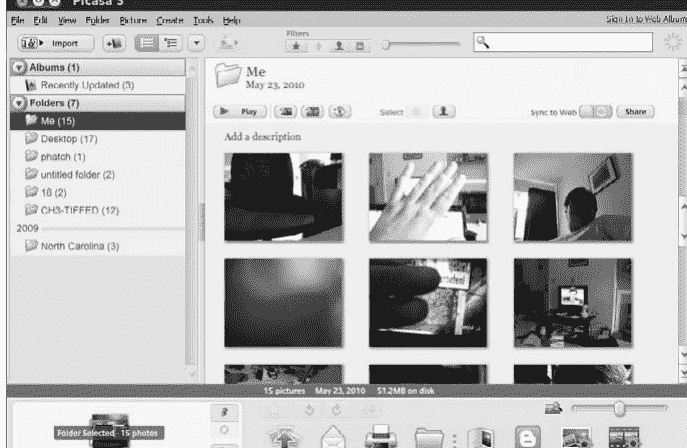 Picasa 3
File Edit View Folder Picture Create Tools Help
Sign In to Web Album
Import
Filters
Albums (1)
Recently Updated (3)
Folders (7)
Me (15)
Desktop (17)
phatch (1)
untitled folder (2)
18 (2)
CH3-TIFFED (12)
2009
North Carolina (3)
Me
May 23, 2010
Play
Select
Sync to Web
Share
Add a description
15 pictures May 23, 2010 51.2MB on disk
Folder Selected - 15 photos